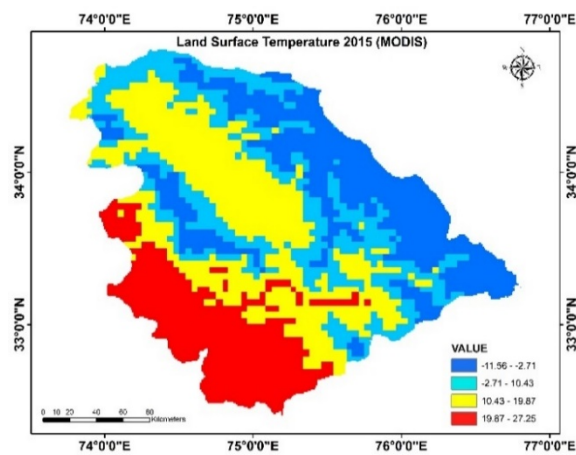 74°0'0"E 75°0'0"E 76°0'0"E 77°0'0"E
Land Surface Temperature 2015 (MODIS)
34°0'0"N
34°0'0"N
33°0'0"N
33°0'0"N
VALUE
-11.56 - -2.71
-2.71 - 10.43
10.43 - 19.87
19.87 - 27.25
0 10 20 40 60 80
Kilometers
74°0'0"E 75°0'0"E 76°0'0"E 77°0'0"E